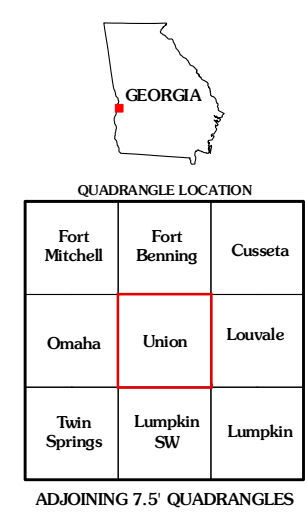 GEORGIA
QUADRANGLE LOCATION
Fort
Mitchell
Fort
Benning
Cusseta
Omaha
Union
Louvale
Twin
Springs
Lumpkin
SW
Lumpkin
ADJOINING 7.5' QUADRANGLES